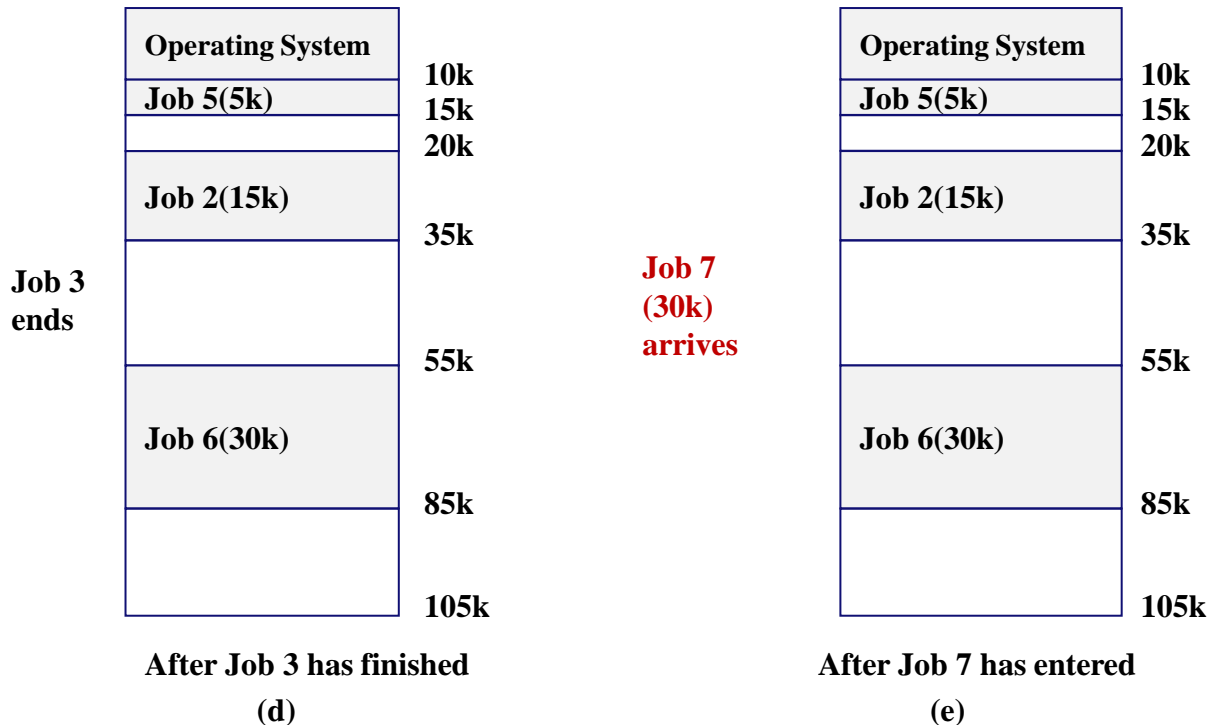 Operating System
10k
Job 5(5k)
15k
20k
Job 2(15k)
35k
Job 3
ends
55k
Job 6(30k)
85k
105k
After Job 3 has finished
(d)
Operating System
10k
Job 5(5k)
15k
20k
Job 2(15k)
35k
Job 7
(30k)
arrives
55k
Job 6(30k)
85k
105k
After Job 7 has entered
(e)